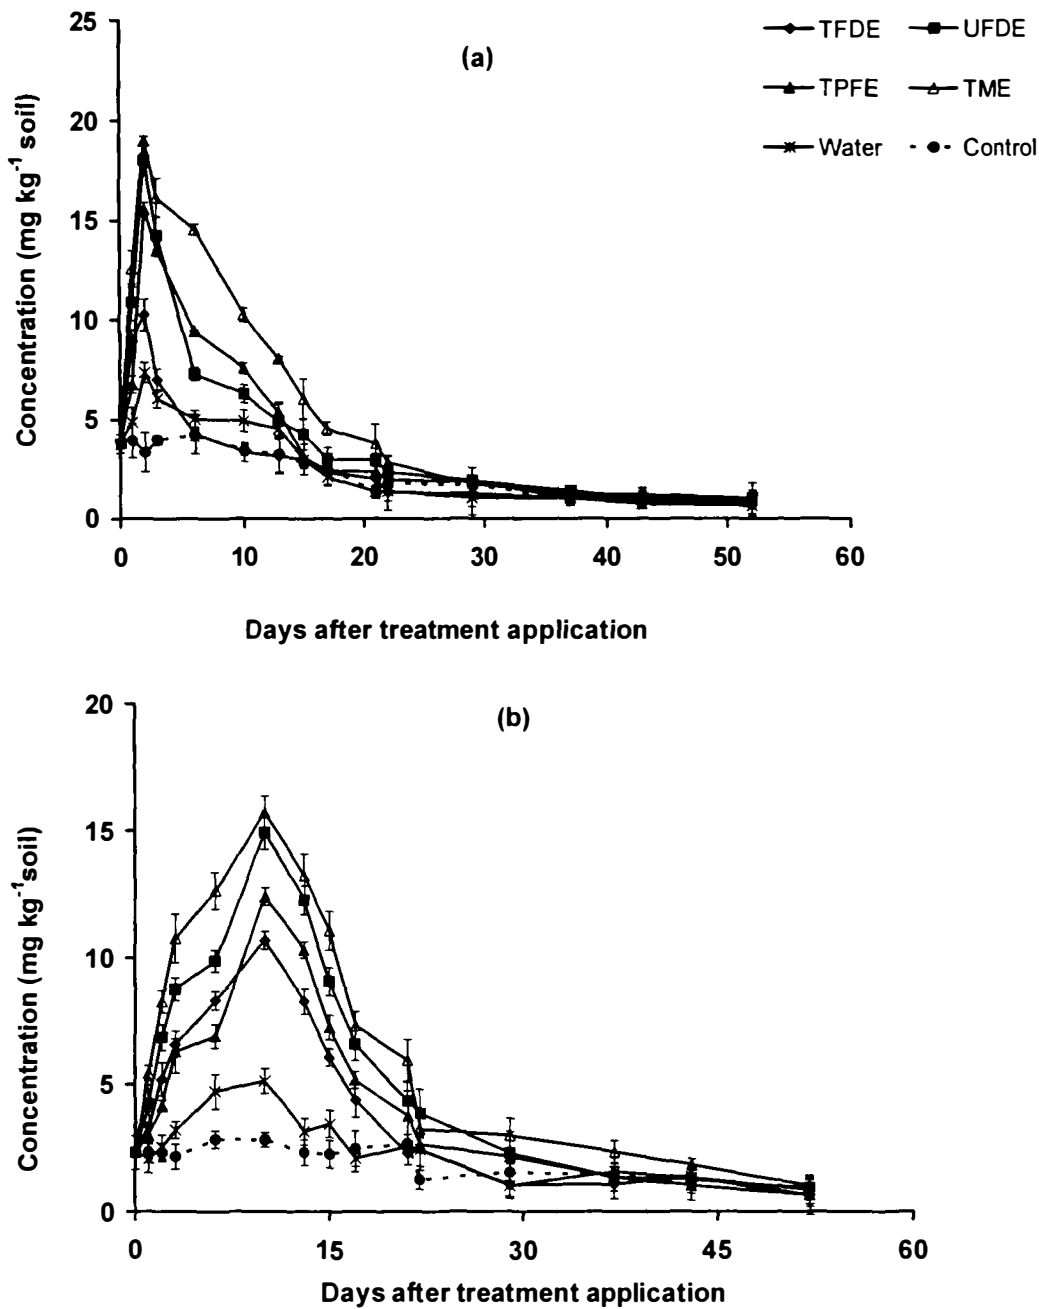 25
(a)
TFDE UFDE
TPFE TME
Water Control
20
15
10
5
0
Concentration (mg kg⁻¹ soil)
0 10 20 30 40 50 60
Days after treatment application
20
(b)
15
10
5
0
Concentration (mg kg⁻¹soil)
0 15 30 45 60
Days after treatment application